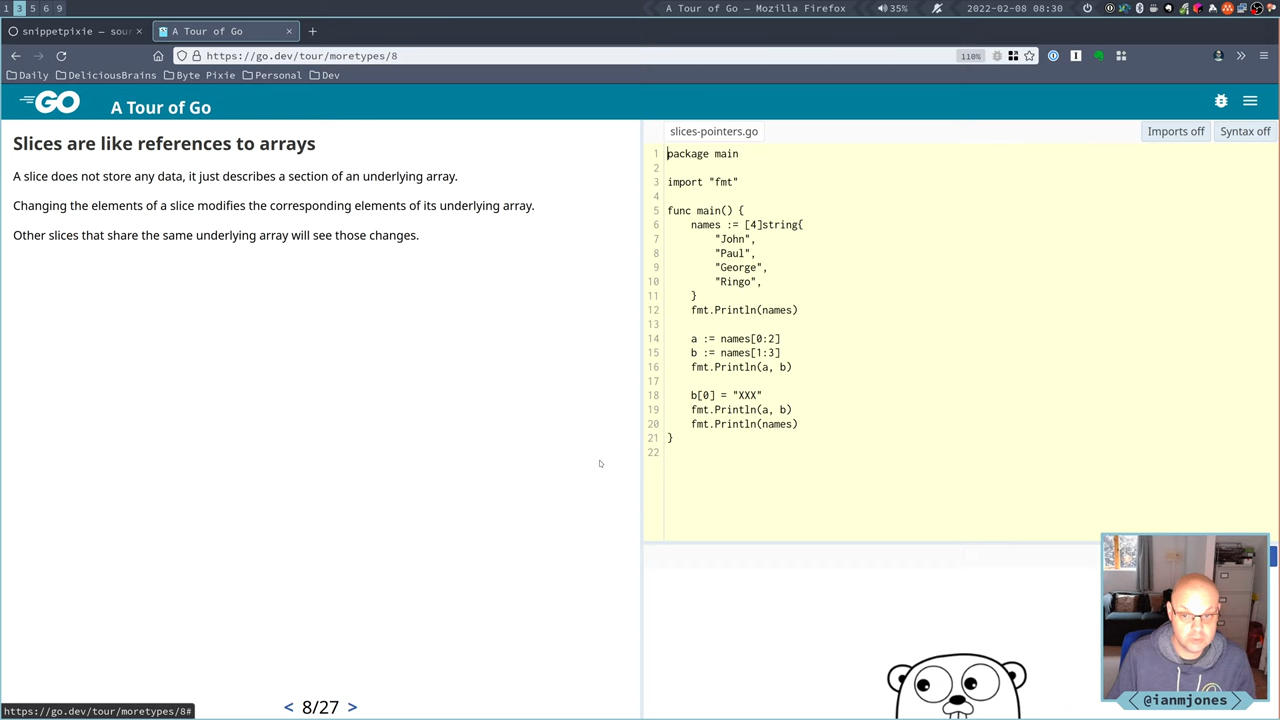 1 3 5 6 9
A Tour of Go — Mozilla Firefox
35%
2022-02-08 08:30
snippetpixie — sou
A Tour of Go
https://go.dev/tour/moretypes/8
110%
Daily
DeliciousBrains
Byte Pixie
Personal
Dev
GO
A Tour of Go
Slices are like references to arrays
A slice does not store any data, it just describes a section of an underlying array.
Changing the elements of a slice modifies the corresponding elements of its underlying array.
Other slices that share the same underlying array will see those changes.
slices-pointers.go
Imports off
Syntax off
1 package main
2
3 import "fmt"
4
5 func main() {
6 names := [4]string{
7 "John",
8 "Paul",
9 "George",
10 "Ringo",
11 }
12 fmt.Println(names)
13
14 a := names[0:2]
15 b := names[1:3]
16 fmt.Println(a, b)
17
18 b[0] = "XXX"
19 fmt.Println(a, b)
20 fmt.Println(names)
21 }
22
< 8/27 >
https://go.dev/tour/moretypes/8#
@ianmjones